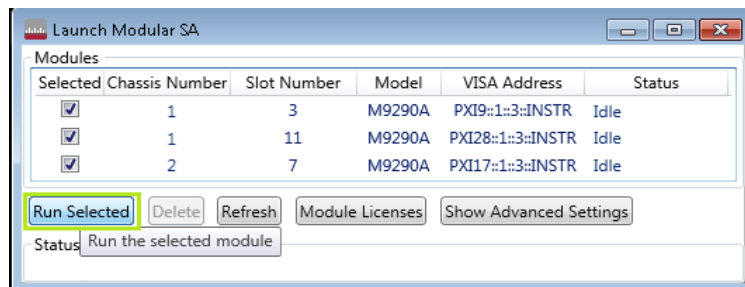 Launch Modular SA
Modules
Selected Chassis Number Slot Number Model VISA Address Status
1 3 M9290A PXI9::1::3::INSTR Idle
1 11 M9290A PXI28::1::3::INSTR Idle
2 7 M9290A PXI17::1::3::INSTR Idle
Run Selected Delete Refresh Module Licenses Show Advanced Settings
Status Run the selected module